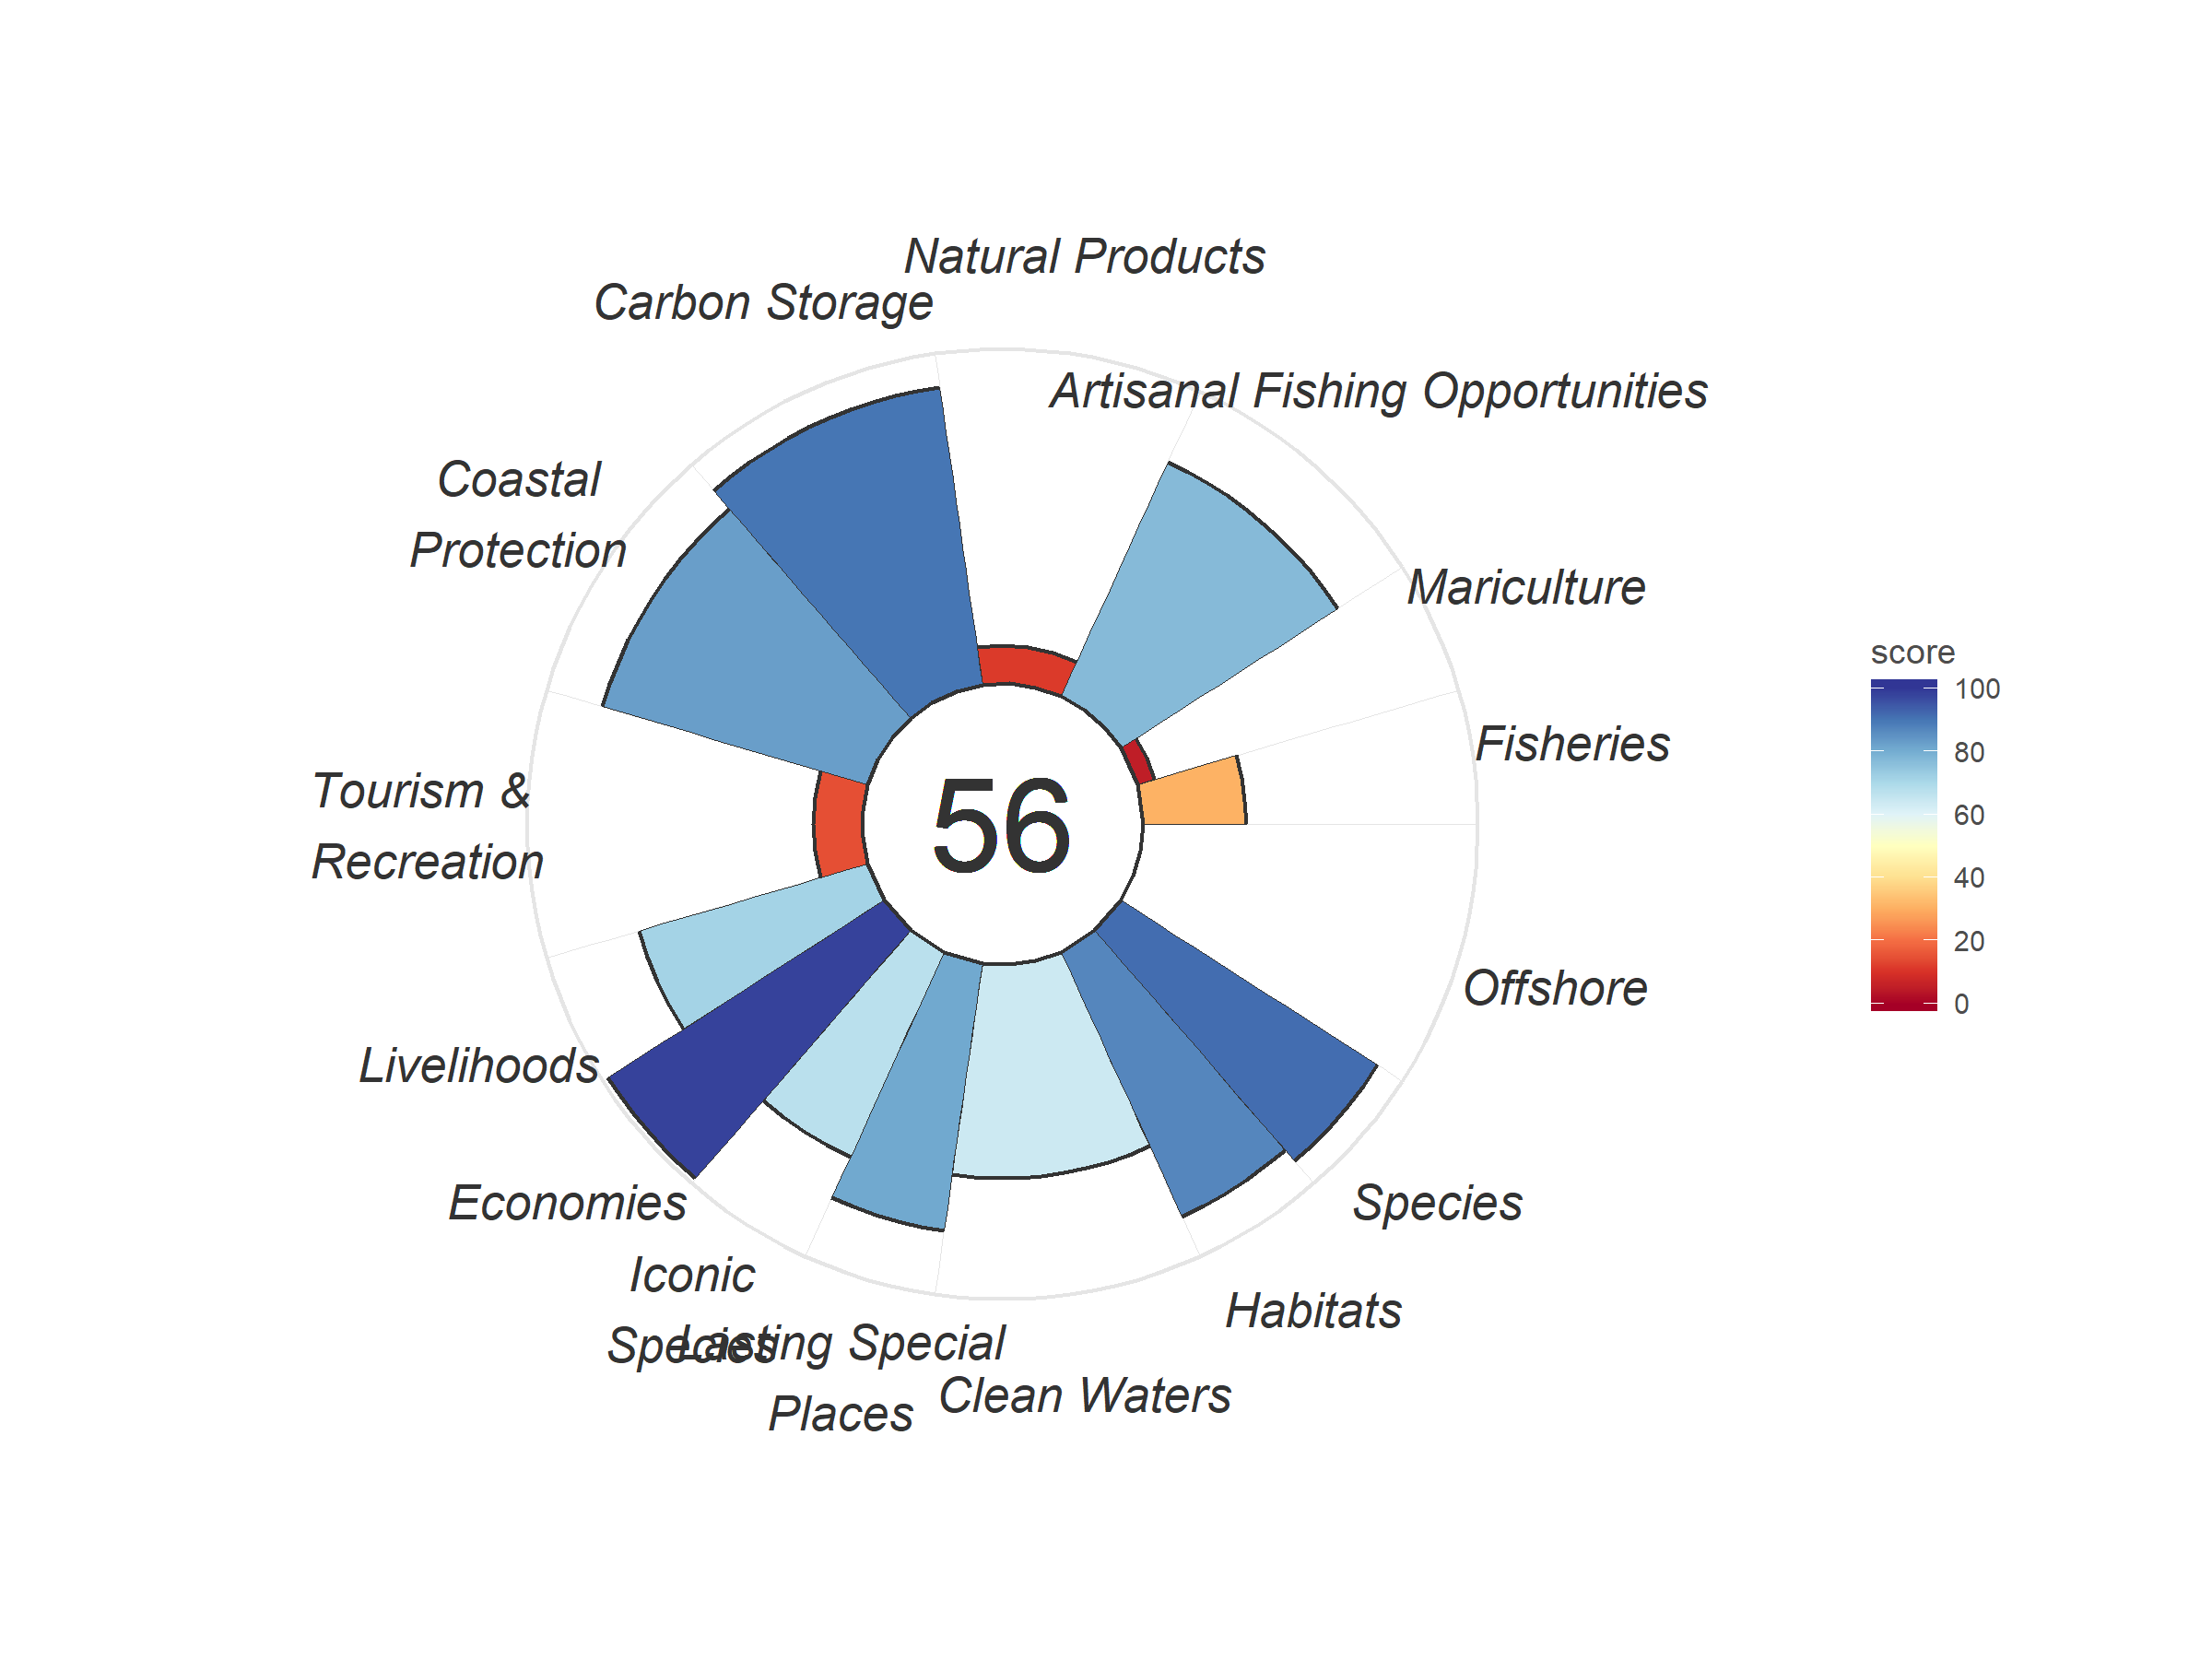 Natural Products
Carbon Storage
Artisanal Fishing Opportunities
Coastal
Protection
Mariculture
Fisheries
Tourism &
Recreation
56
Offshore
Livelihoods
Economies
Species
Iconic
Species
Habitats
Lasting Special
Places
Clean Waters
score
100
80
60
40
20
0